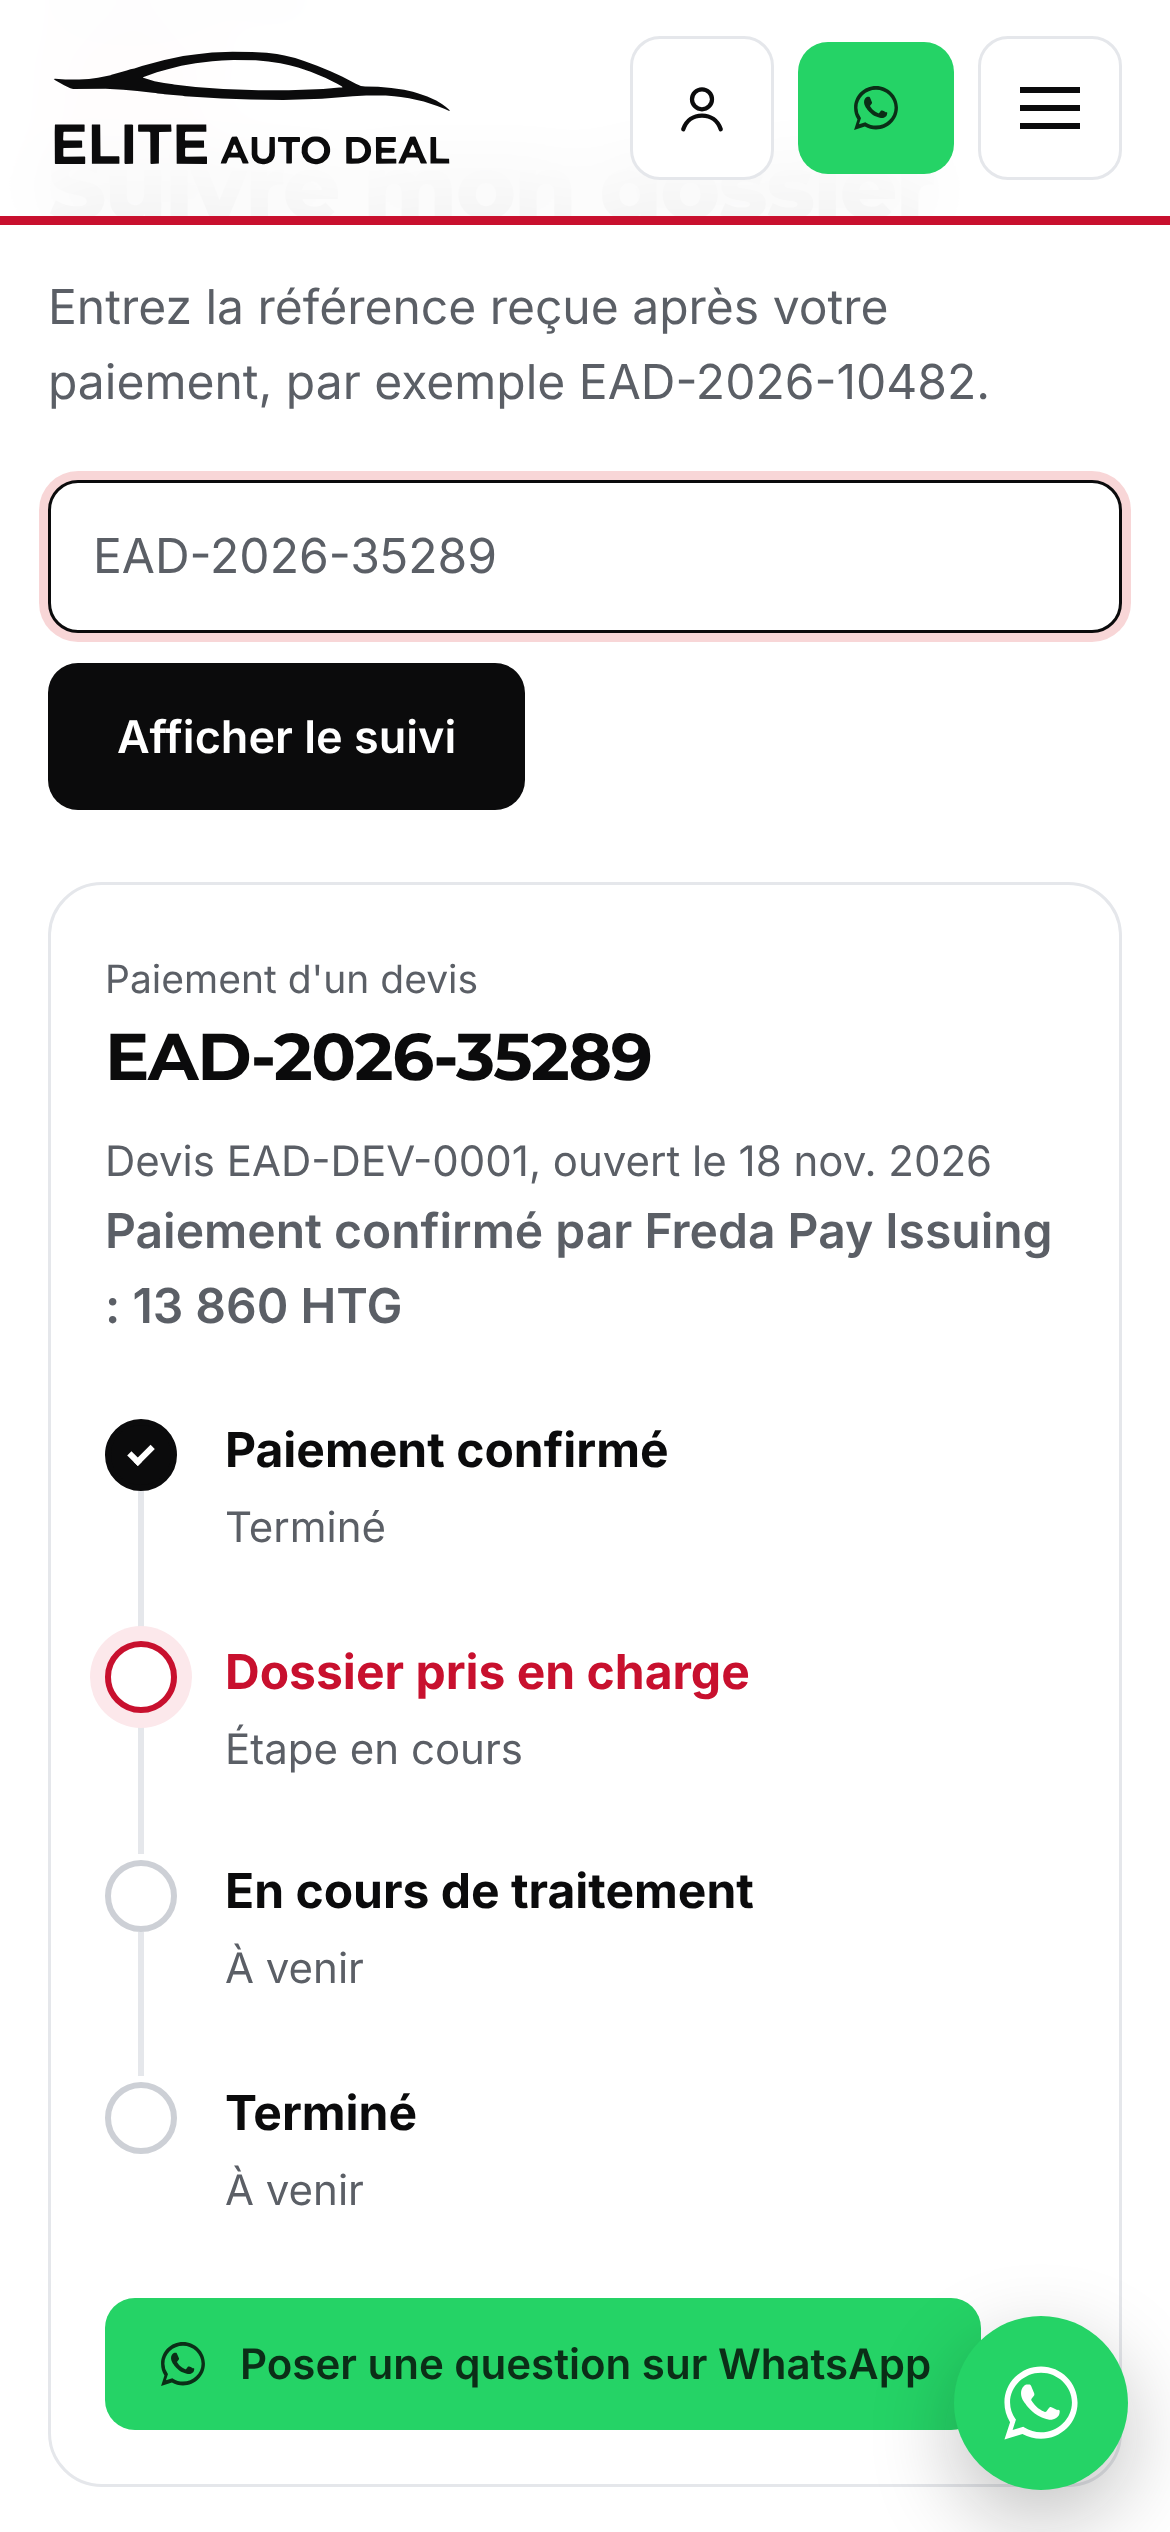 ELITE AUTO DEAL
Suivre mon dossier
Entrez la référence reçue après votre
paiement, par exemple EAD-2026-10482.
EAD-2026-35289
Afficher le suivi
Paiement d'un devis
EAD-2026-35289
Devis EAD-DEV-0001, ouvert le 18 nov. 2026
Paiement confirmé par Freda Pay Issuing
: 13 860 HTG
Paiement confirmé
Terminé
Dossier pris en charge
Étape en cours
En cours de traitement
À venir
Terminé
À venir
Poser une question sur WhatsApp